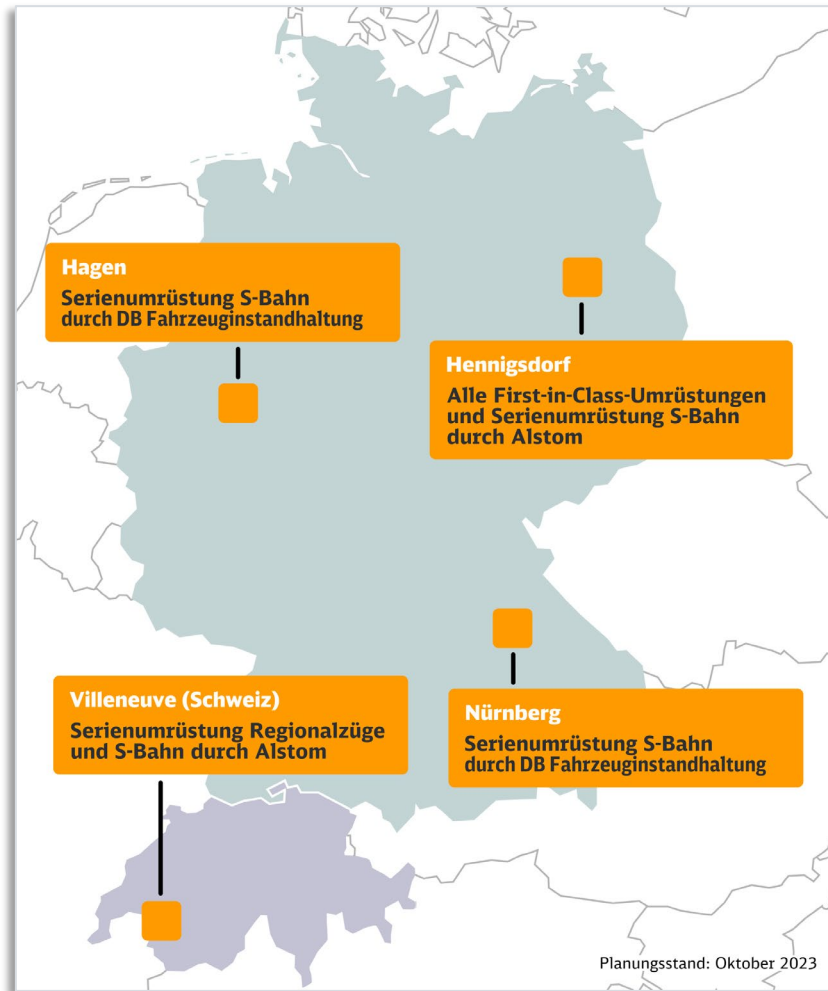 Hagen
Serienumrüstung S-Bahn
durch DB Fahrzeuginstandhaltung
Hennigsdorf
Alle First-in-Class-Umrüstungen
und Serienumrüstung S-Bahn
durch Alstom
Villeneuve (Schweiz)
Serienumrüstung Regionalzüge
und S-Bahn durch Alstom
Nürnberg
Serienumrüstung S-Bahn
durch DB Fahrzeuginstandhaltung
Planungsstand: Oktober 2023